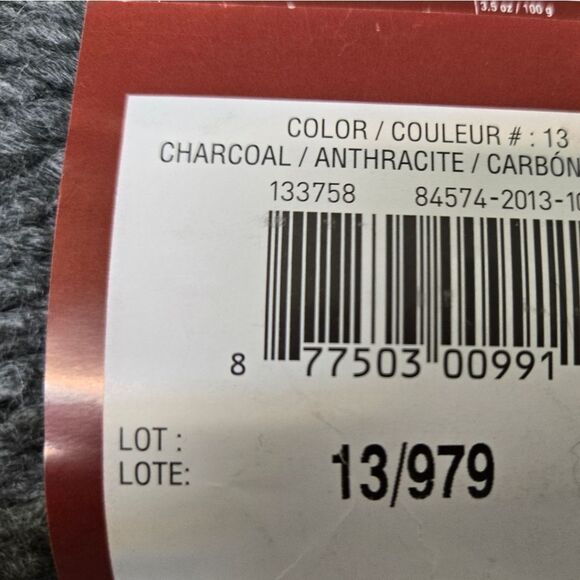 3.5 oz / 100 g
COLOR / COULEUR # : 13
CHARCOAL / ANTHRACITE / CARBÓN
133758 84574-2013-10
8 77503 00991
LOT :
LOTE: 13/979